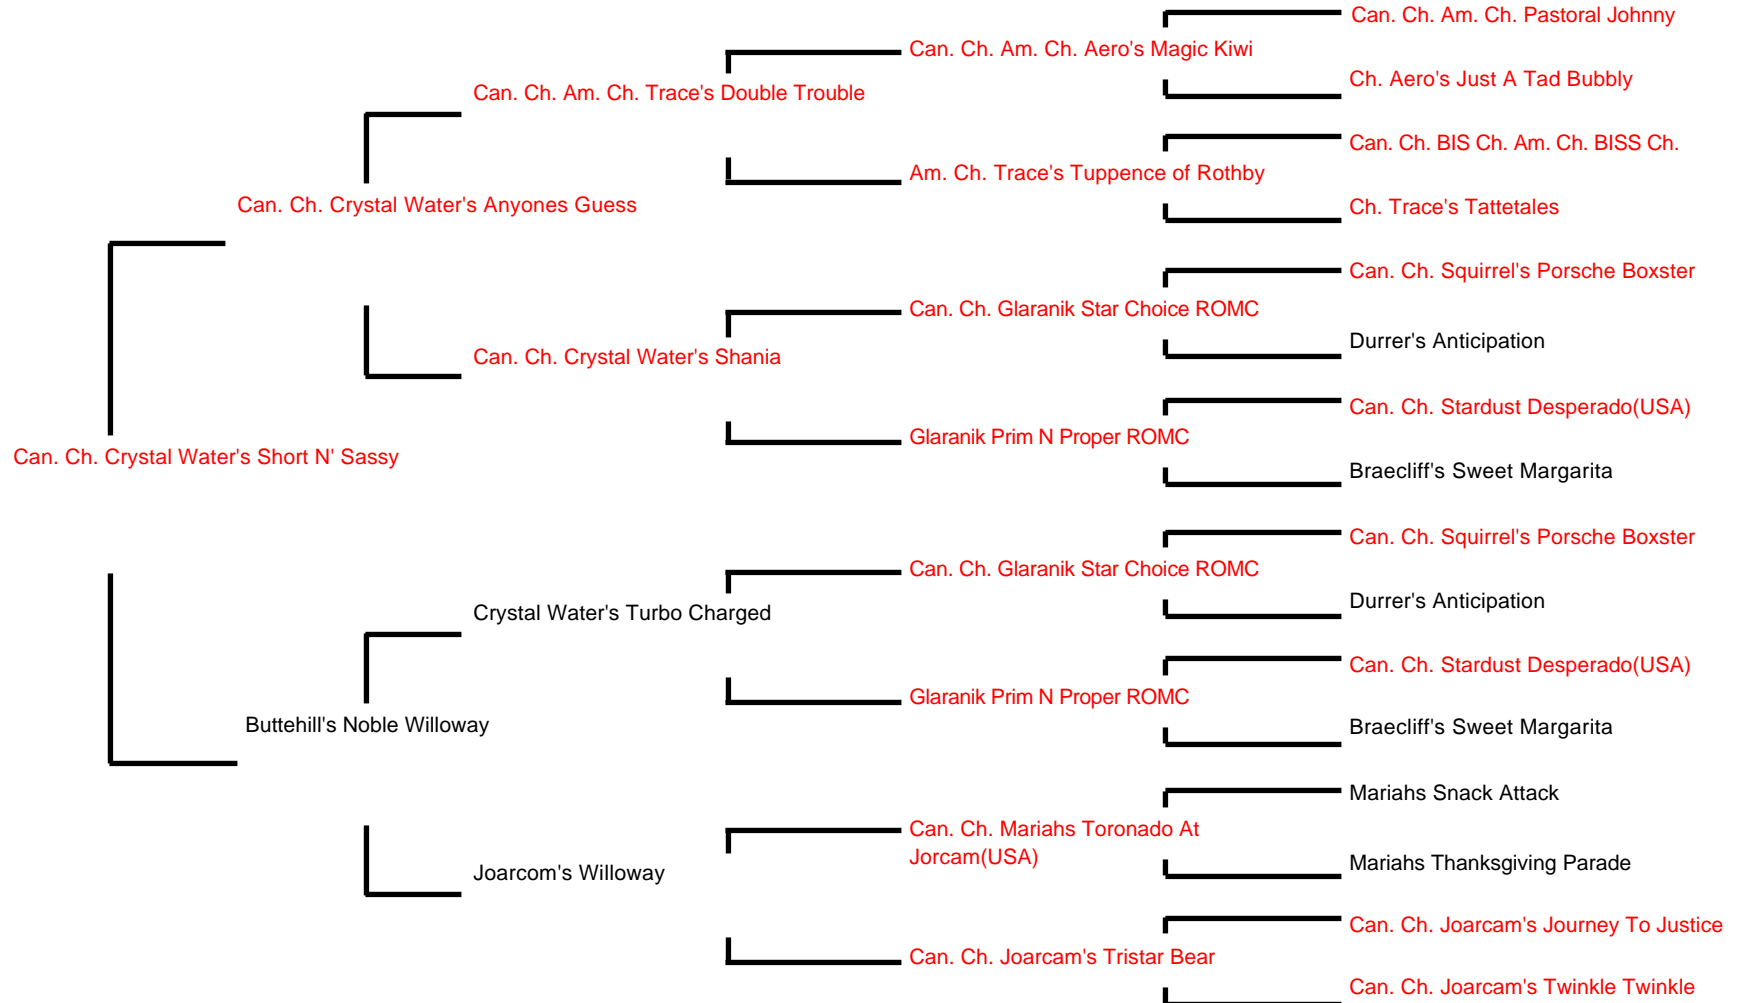 Can. Ch. Am. Ch. Pastoral Johnny
Can. Ch. Am. Ch. Aero's Magic Kiwi
Ch. Aero's Just A Tad Bubbly
Can. Ch. Am. Ch. Trace's Double Trouble
Can. Ch. BIS Ch. Am. Ch. BISS Ch.
Am. Ch. Trace's Tuppence of Rothby
Can. Ch. Crystal Water's Anyones Guess
Ch. Trace's Tattetales
Can. Ch. Squirrel's Porsche Boxster
Can. Ch. Glaranik Star Choice ROMC
Durrer's Anticipation
Can. Ch. Crystal Water's Shania
Can. Ch. Stardust Desperado(USA)
Glaranik Prim N Proper ROMC
Can. Ch. Crystal Water's Short N' Sassy
Braecliff's Sweet Margarita
Can. Ch. Squirrel's Porsche Boxster
Can. Ch. Glaranik Star Choice ROMC
Durrer's Anticipation
Crystal Water's Turbo Charged
Can. Ch. Stardust Desperado(USA)
Glaranik Prim N Proper ROMC
Buttehill's Noble Willoway
Braecliff's Sweet Margarita
Mariahs Snack Attack
Can. Ch. Mariahs Toronado At
Jorcam(USA)
Mariahs Thanksgiving Parade
Joarcom's Willoway
Can. Ch. Joarcam's Journey To Justice
Can. Ch. Joarcam's Tristar Bear
Can. Ch. Joarcam's Twinkle Twinkle